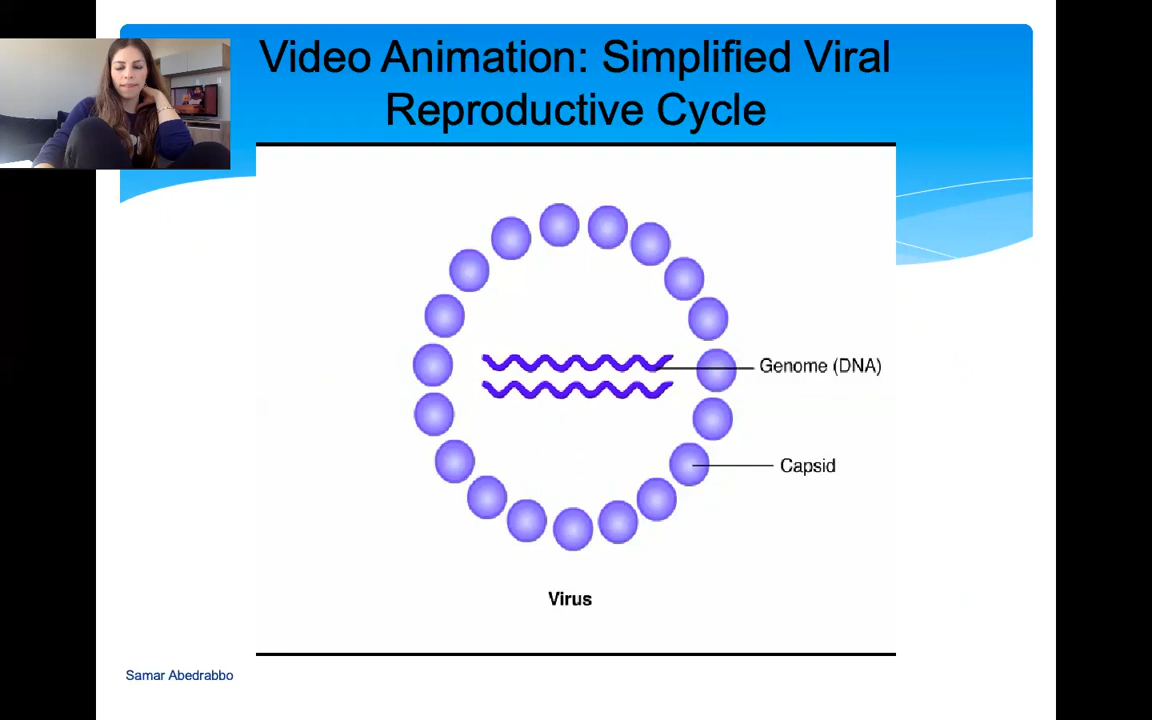 Video Animation: Simplified Viral
Reproductive Cycle
Genome (DNA)
Capsid
Virus
Samar Abedrabbo